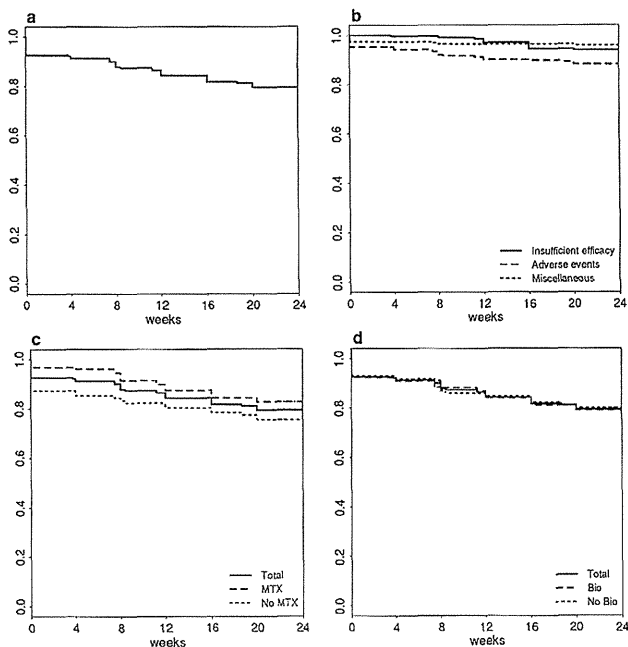 a
1.0
0.8
0.6
0.4
0.2
0.0
0 4 8 12 16 20 24
weeks
b
1.0
0.8
0.6
0.4
0.2
0.0
Insufficient efficacy
Adverse events
Miscellaneous
0 4 8 12 16 20 24
weeks
c
1.0
0.8
0.6
0.4
0.2
0.0
Total
MTX
No MTX
0 4 8 12 16 20 24
weeks
d
1.0
0.8
0.6
0.4
0.2
0.0
Total
Bio
No Bio
0 4 8 12 16 20 24
weeks